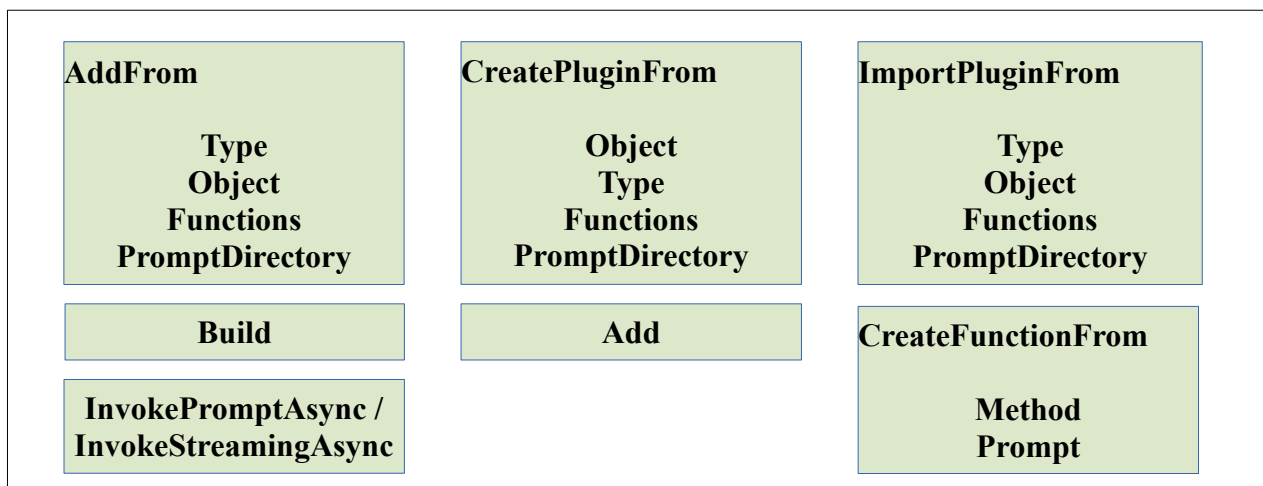 AddFrom
Type
Object
Functions
PromptDirectory
Build
InvokePromptAsync /
InvokeStreamingAsync
CreatePluginFrom
Object
Type
Functions
PromptDirectory
Add
ImportPluginFrom
Type
Object
Functions
PromptDirectory
CreateFunctionFrom
Method
Prompt